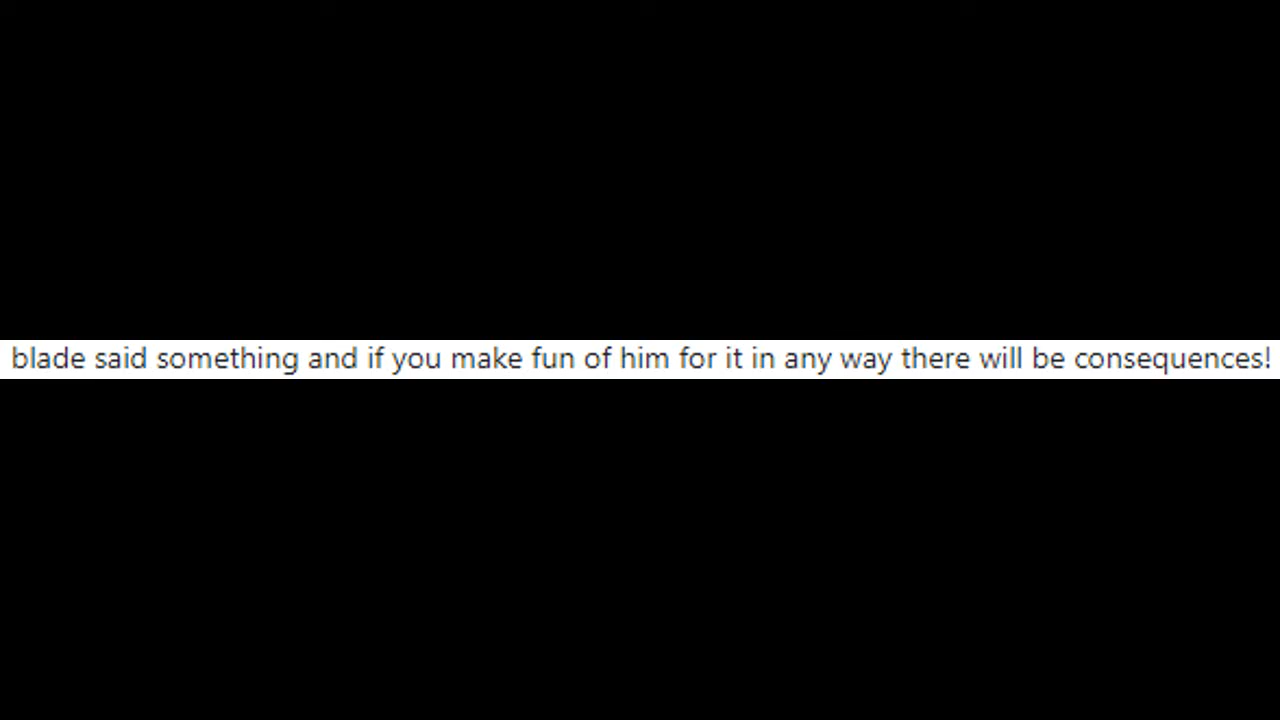 blade said something and if you make fun of him for it in any way there will be consequences!